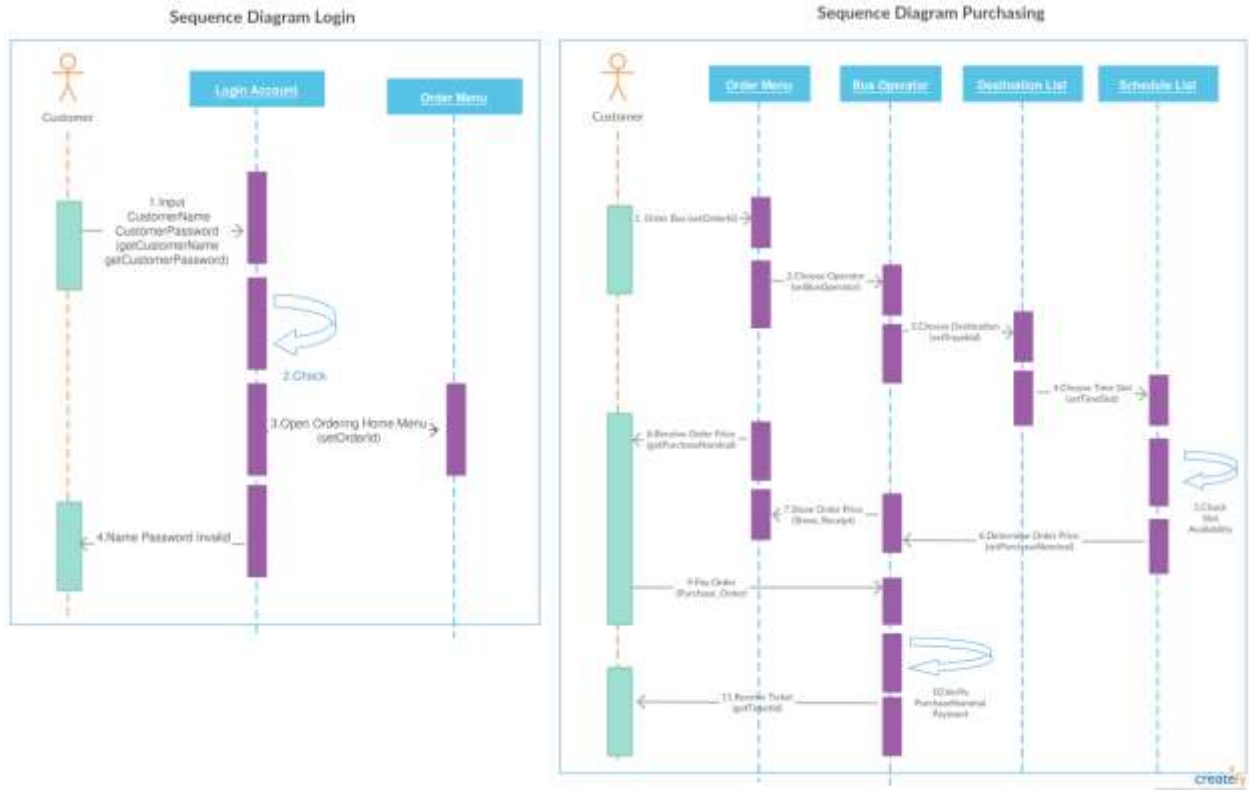 Sequence Diagram Login
Customer
Login Account
Order Menu
1.Input
CustomerName
CustomerPassword
(getCustomerName
getCustomerPassword)
2.Check
3.Open Ordering Home Menu
(setOrderId)
4.Name Password Invalid
Sequence Diagram Purchasing
Customer
Order Menu
Bus Operator
Destination List
Schedule List
Order Bus (setOrderId)
2.Choose Operator
(setBusOperator)
3.Choose Destination
4.Choose Time Slot
(setTimeSlot)
5.Check
Slot
Availability
6.Determine Order Price
(setPurchaseNominal)
7.Show Order Price
(Show_Receipt)
8.Receive Order Price
(getPurchaseNominal)
9.Pay Order
(Purchase_Order)
10.Verify
PurchaseNominal
Payment
11.Receive Ticket
creately